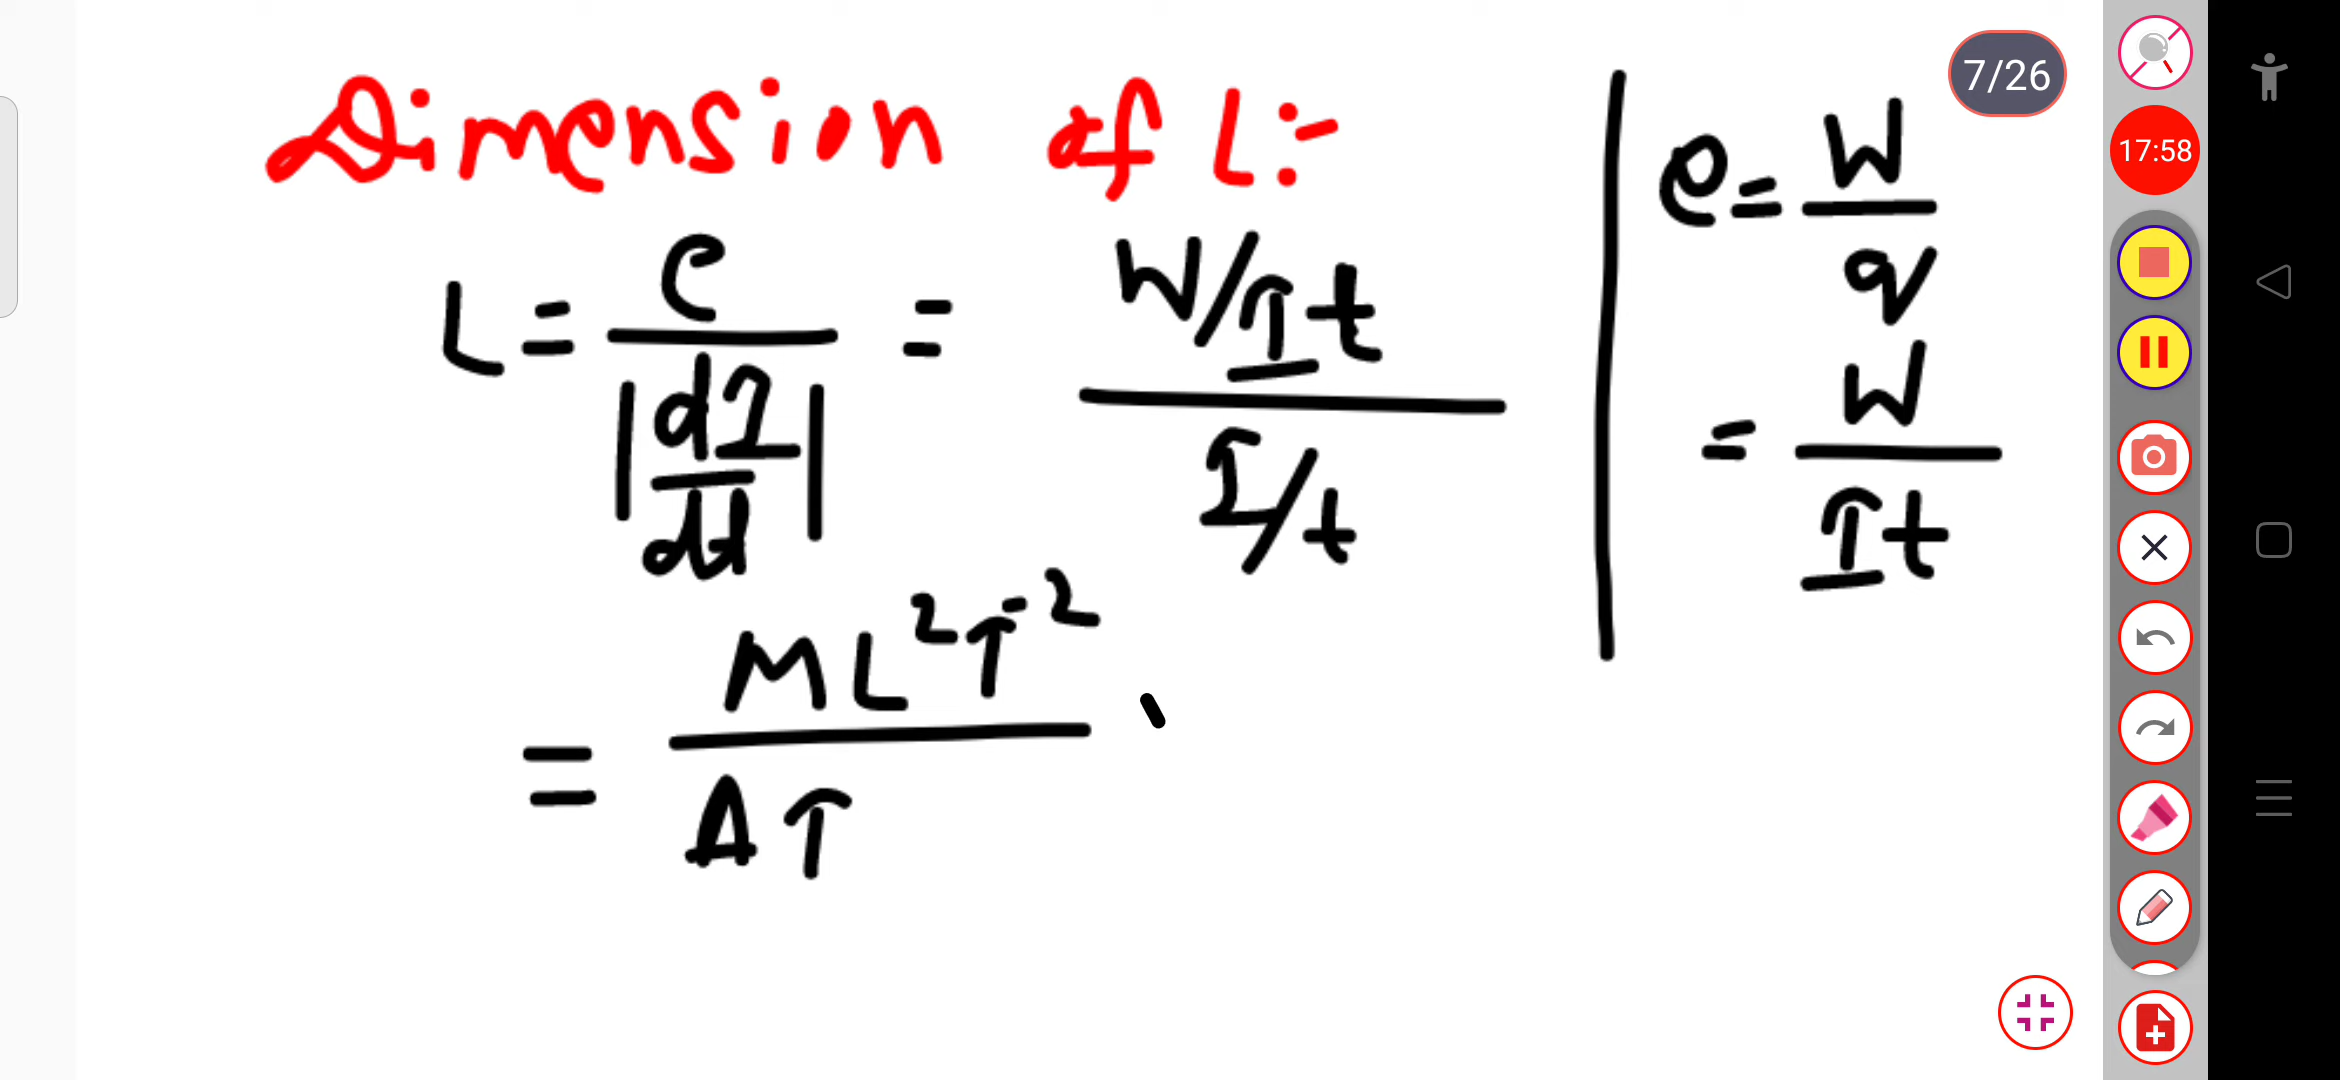 Dimension of L:-
L = e / |dI/dt| = W/It / I/t
= ML²T⁻² / AT
e = W / q
= W / It
7/26
17:58